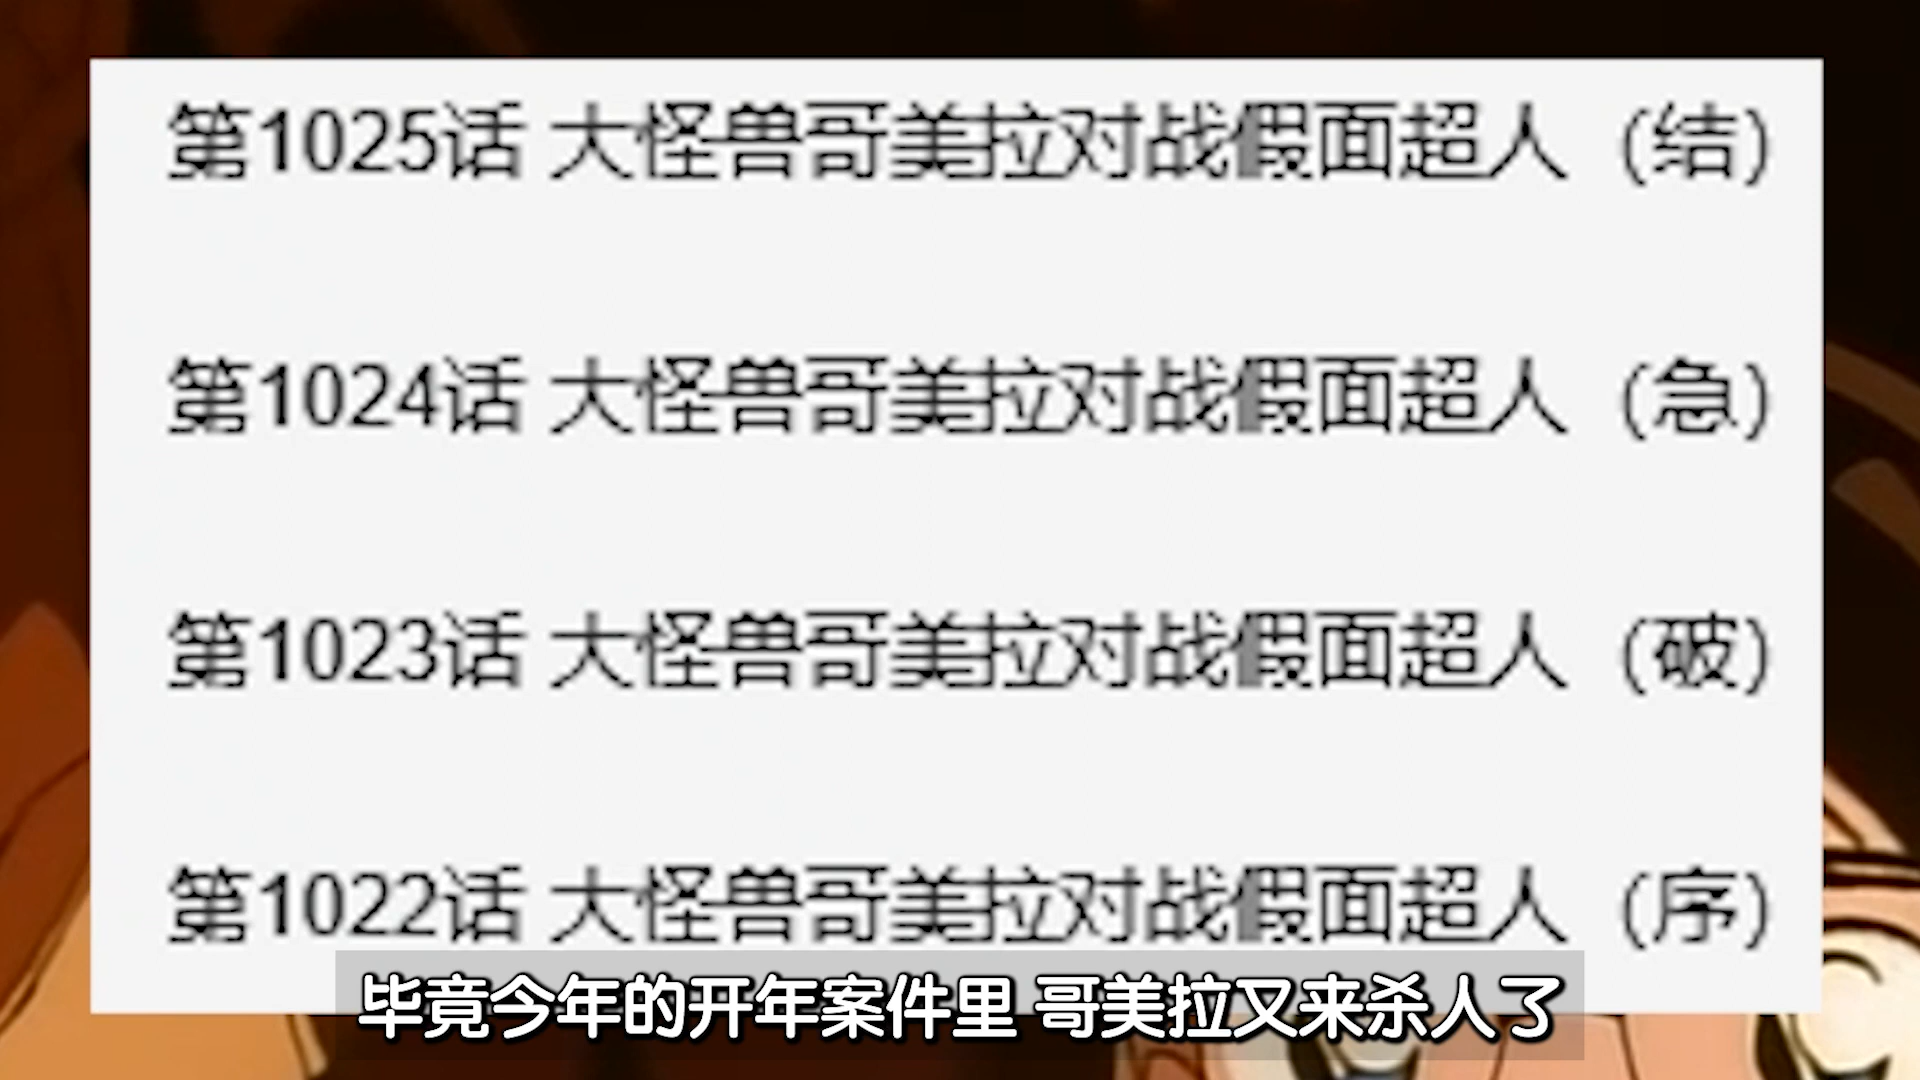 第1025话 大怪兽哥美拉对战假面超人（结）
第1024话 大怪兽哥美拉对战假面超人（急）
第1023话 大怪兽哥美拉对战假面超人（破）
第1022话 大怪兽哥美拉对战假面超人（序）
毕竟今年的开年案件里 哥美拉又来杀人了